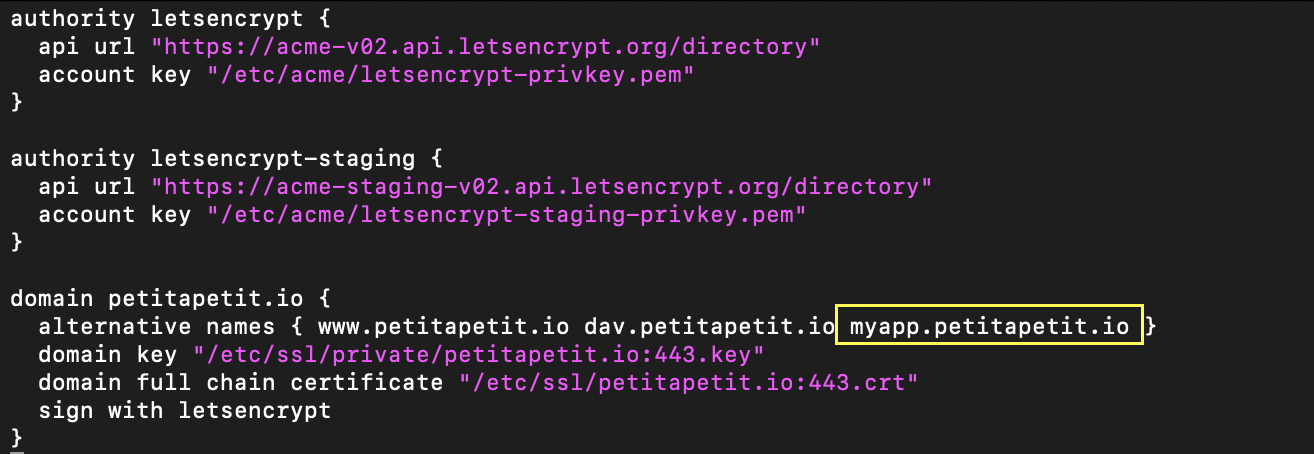 authority letsencrypt {
  api url "https://acme-v02.api.letsencrypt.org/directory"
  account key "/etc/acme/letsencrypt-privkey.pem"
}

authority letsencrypt-staging {
  api url "https://acme-staging-v02.api.letsencrypt.org/directory"
  account key "/etc/acme/letsencrypt-staging-privkey.pem"
}

domain petitapetit.io {
  alternative names { www.petitapetit.io dav.petitapetit.io myapp.petitapetit.io }
  domain key "/etc/ssl/private/petitapetit.io:443.key"
  domain full chain certificate "/etc/ssl/petitapetit.io:443.crt"
  sign with letsencrypt
}